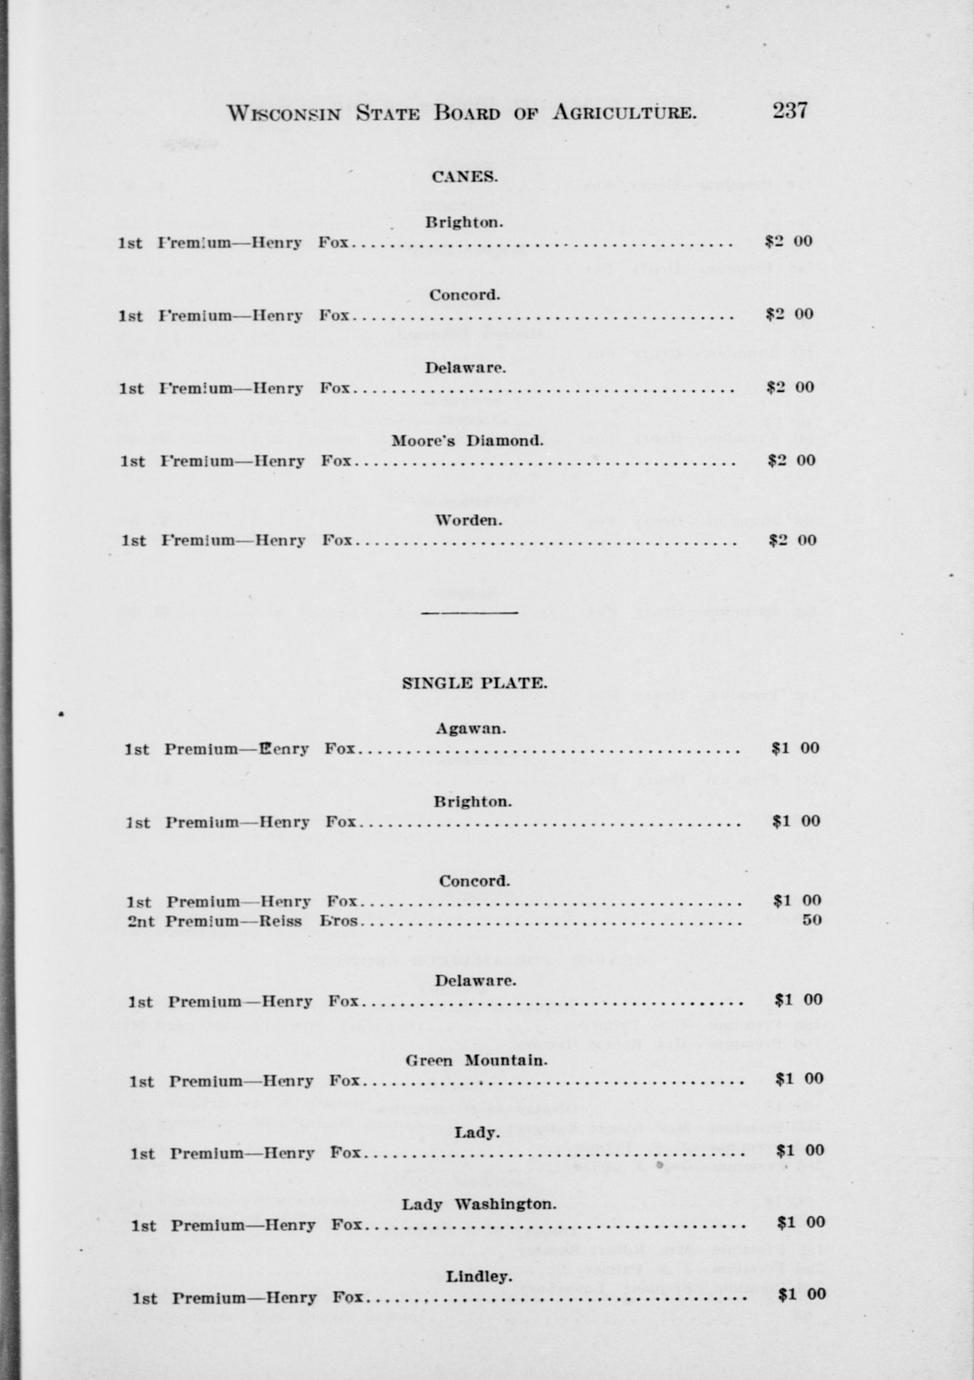 WISCONSIN STATE BOARD OF AGRICULTURE. 237
CANES.
Brighton.
1st Premium—Henry Fox........................................ $2 00
Concord.
1st Premium—Henry Fox........................................ $2 00
Delaware.
1st Premium—Henry Fox........................................ $2 00
Moore's Diamond.
1st Premium—Henry Fox........................................ $2 00
Worden.
1st Premium—Henry Fox........................................ $2 00
SINGLE PLATE.
Agawan.
1st Premium—Henry Fox........................................ $1 00
Brighton.
1st Premium—Henry Fox........................................ $1 00
Concord.
1st Premium—Henry Fox........................................ $1 00
2nt Premium—Reiss Bros........................................ 50
Delaware.
1st Premium—Henry Fox........................................ $1 00
Green Mountain.
1st Premium—Henry Fox........................................ $1 00
Lady.
1st Premium—Henry Fox........................................ $1 00
Lady Washington.
1st Premium—Henry Fox........................................ $1 00
Lindley.
1st Premium—Henry Fox........................................ $1 00